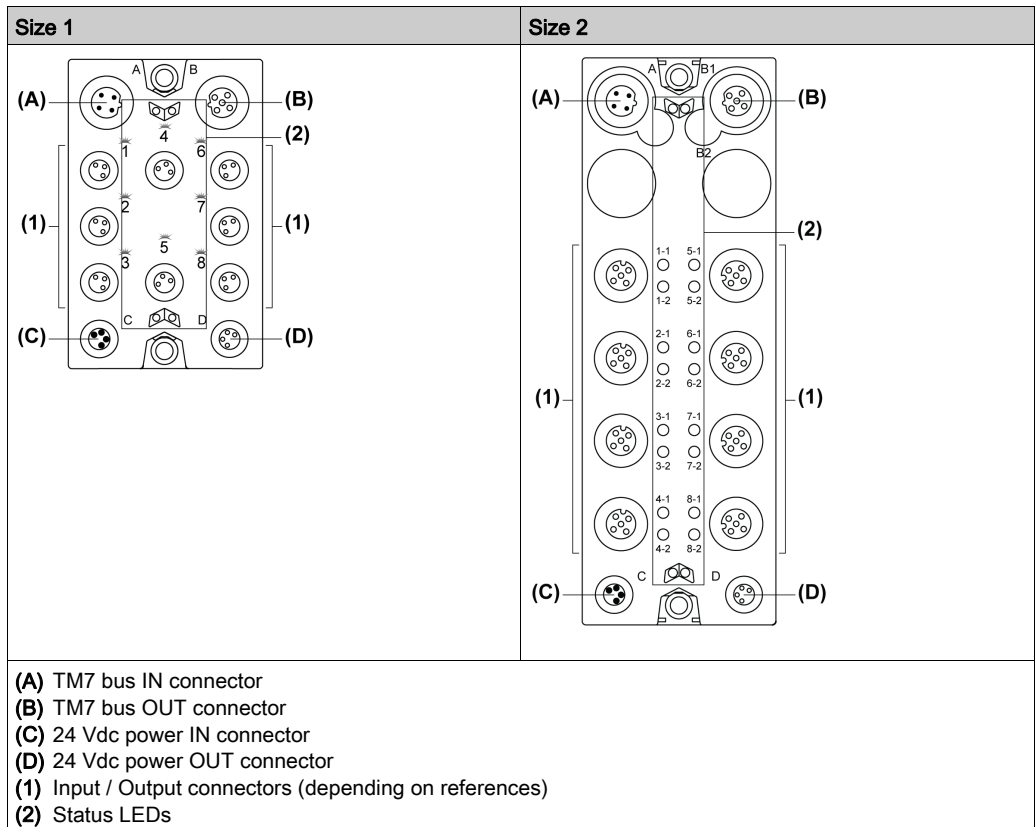 Size 1
Size 2
A B
(A) (B)
4 (2)
1 6
2 7
(1) (1)
5
3 8
C D
(C) (D)
A B1
(A) (B)
B2
(2)
1-1 5-1
1-2 5-2
2-1 6-1
2-2 6-2
(1) (1)
3-1 7-1
3-2 7-2
4-1 8-1
4-2 8-2
C D
(C) (D)
(A) TM7 bus IN connector
(B) TM7 bus OUT connector
(C) 24 Vdc power IN connector
(D) 24 Vdc power OUT connector
(1) Input / Output connectors (depending on references)
(2) Status LEDs